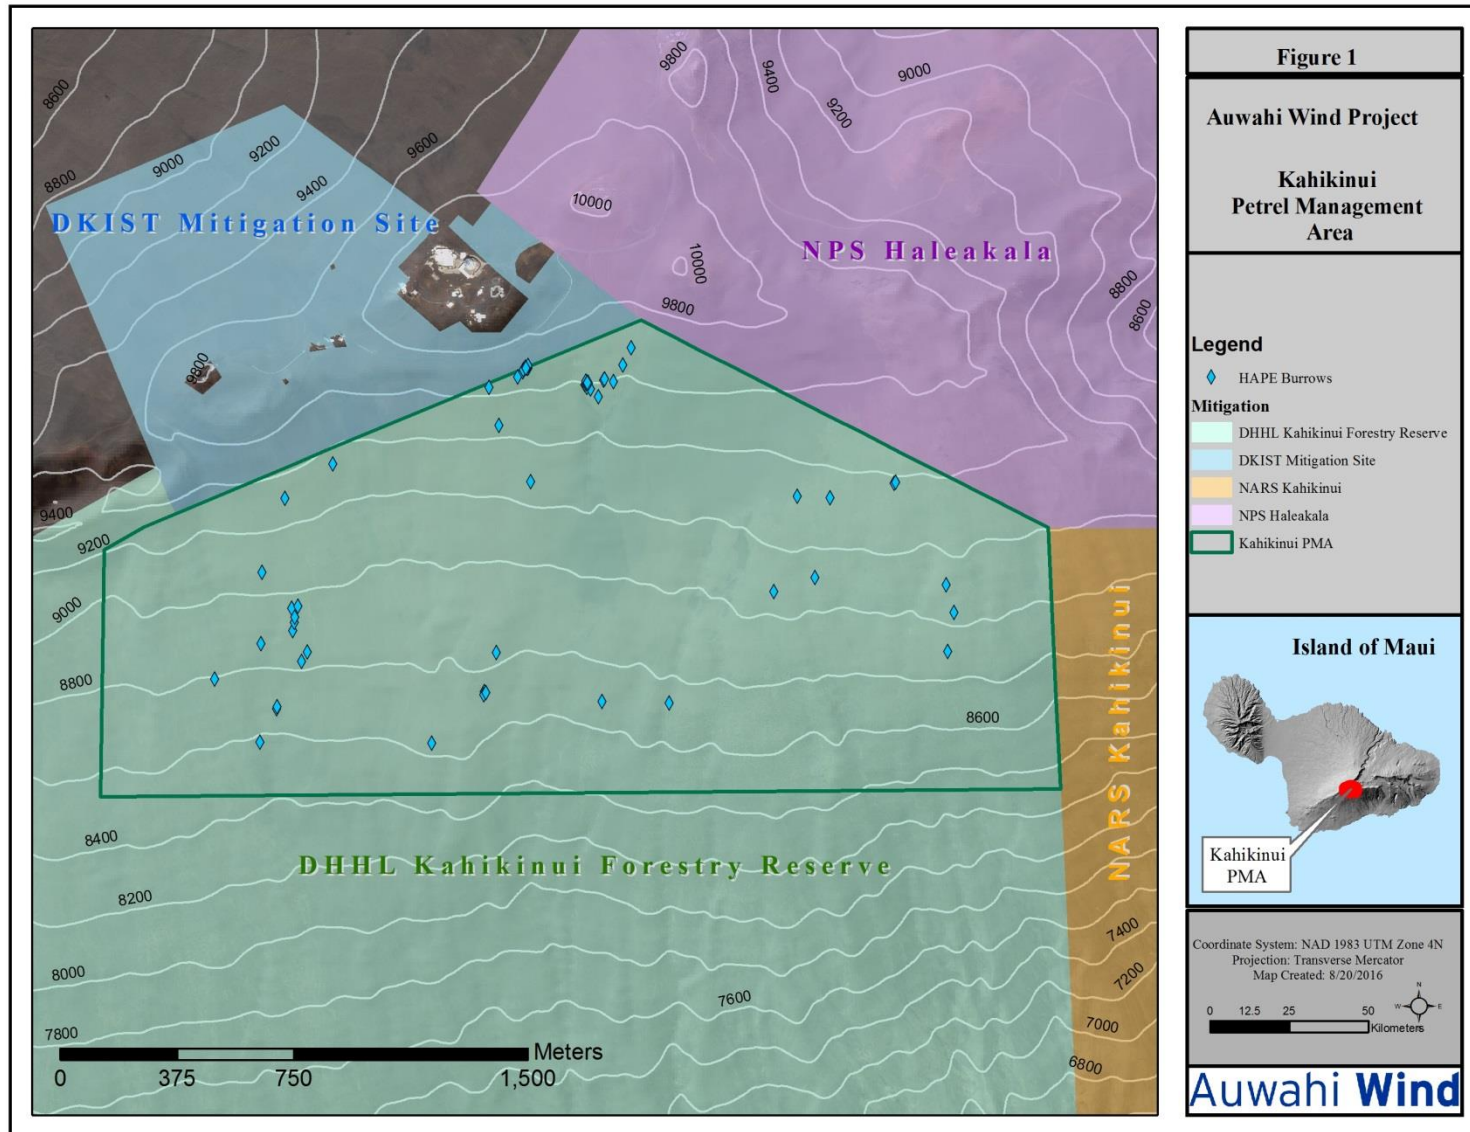 Figure 1
Auwahi Wind Project
Kahikinui
Petrel Management
Area
Legend
HAPE Burrows
Mitigation
DHHL Kahikinui Forestry Reserve
DKIST Mitigation Site
NARS Kahikinui
NPS Haleakala
Kahikinui PMA
Island of Maui
Kahikinui
PMA
Coordinate System: NAD 1983 UTM Zone 4N
Projection: Transverse Mercator
Map Created: 8/20/2016
N
W
E
S
0 12.5 25 50
Kilometers
Auwahi Wind
8600
8800
9000
9200
9400
9600
DKIST Mitigation Site
9800
9800
9400
9200
9000
10000
10000
NPS Haleakala
9800
8800
8600
9400
9200
9000
8800
8600
NARS Kahikinui
8400
DHHL Kahikinui Forestry Reserve
8200
8000
7800
7600
7400
7200
7000
6800
Meters
0 375 750 1,500